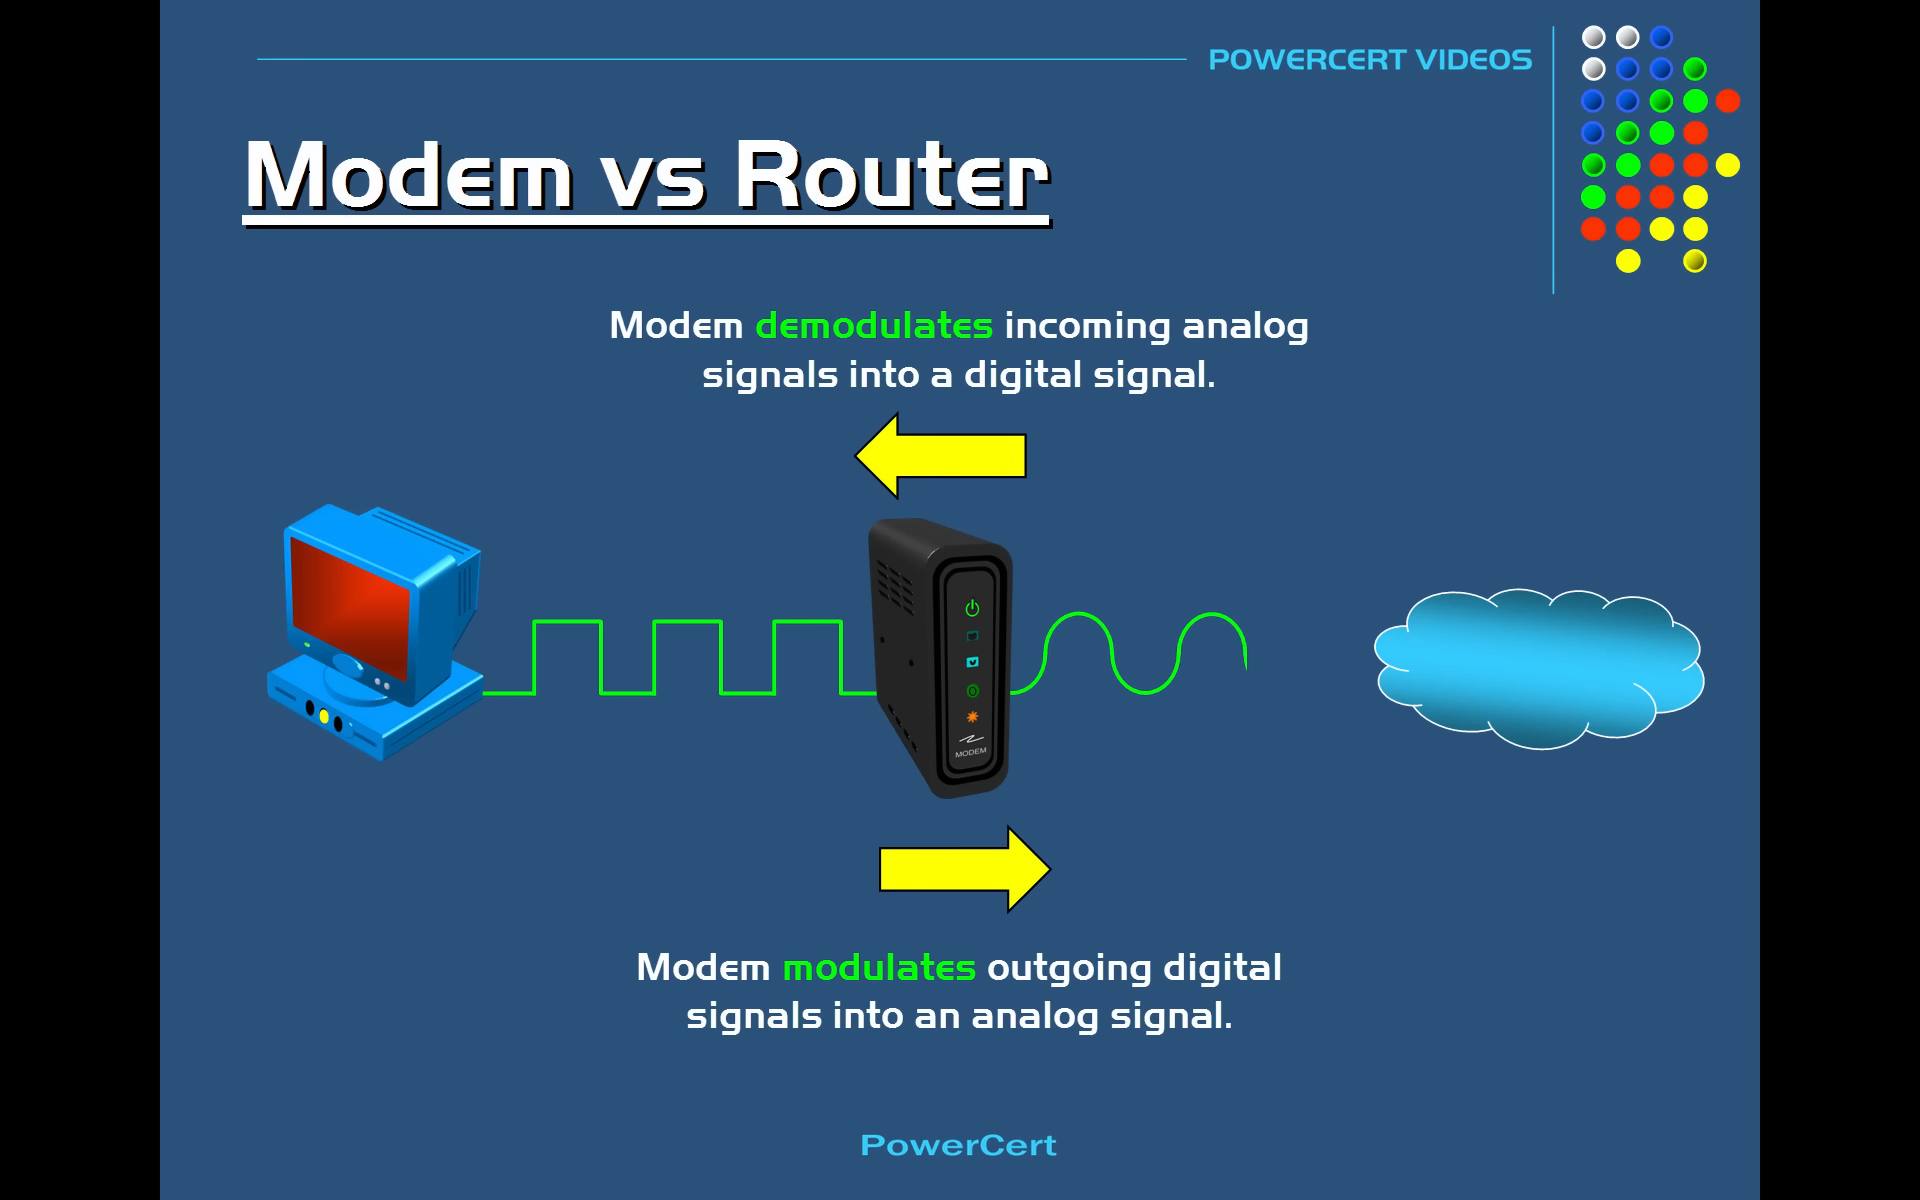 POWERCERT VIDEOS
Modem vs Router
Modem demodulates incoming analog
signals into a digital signal.
MODEM
Modem modulates outgoing digital
signals into an analog signal.
PowerCert